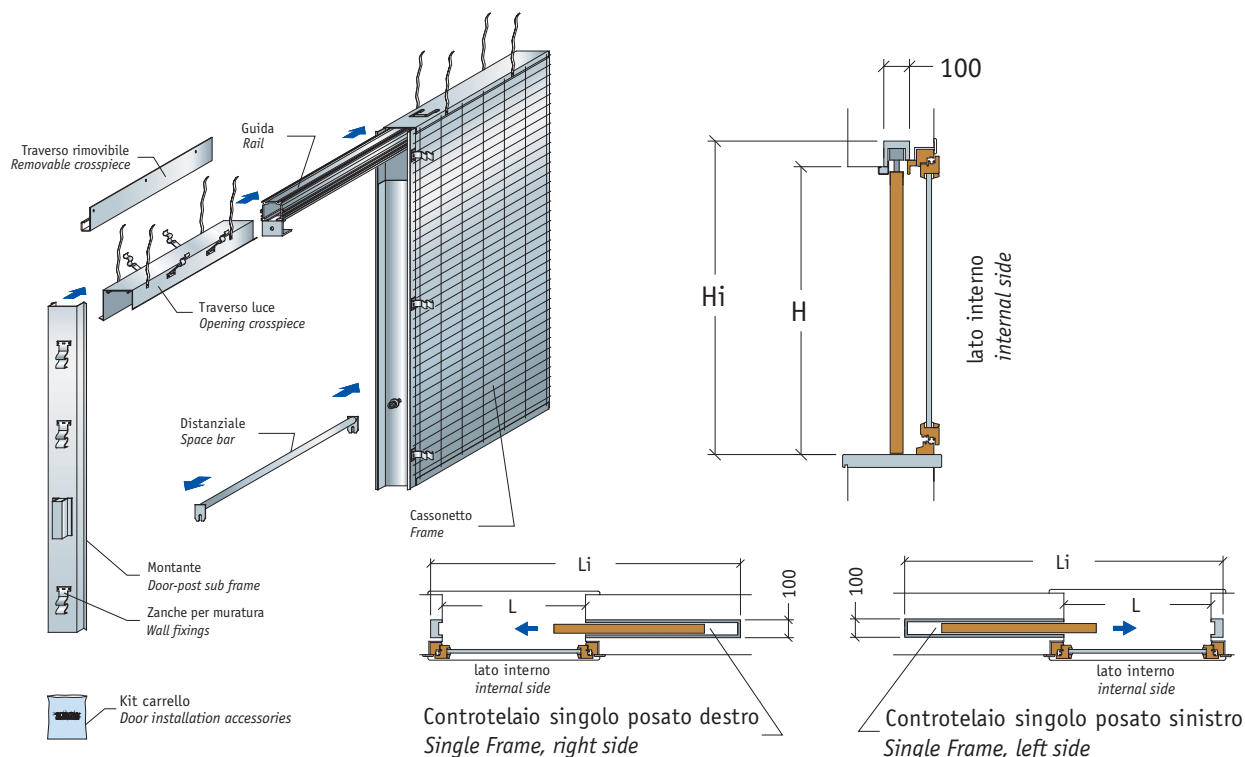 Traverso rimovibile
Removable crosspiece
Guida
Rail
Traverso luce
Opening crosspiece
Distanziale
Space bar
Cassonetto
Frame
Montante
Door-post sub frame
Zanche per muratura
Wall fixings
Kit carrello
Door installation accessories
100
Hi
H
lato interno
internal side
Li
L
100
lato interno
internal side
Controtelaio singolo posato destro
Single Frame, right side
Li
100
L
lato interno
internal side
Controtelaio singolo posato sinistro
Single Frame, left side